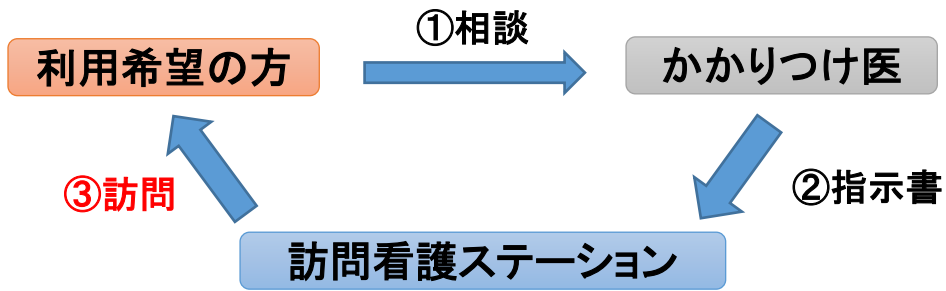 ①相談
利用希望の方
かかりつけ医
③訪問
②指示書
訪問看護ステーション